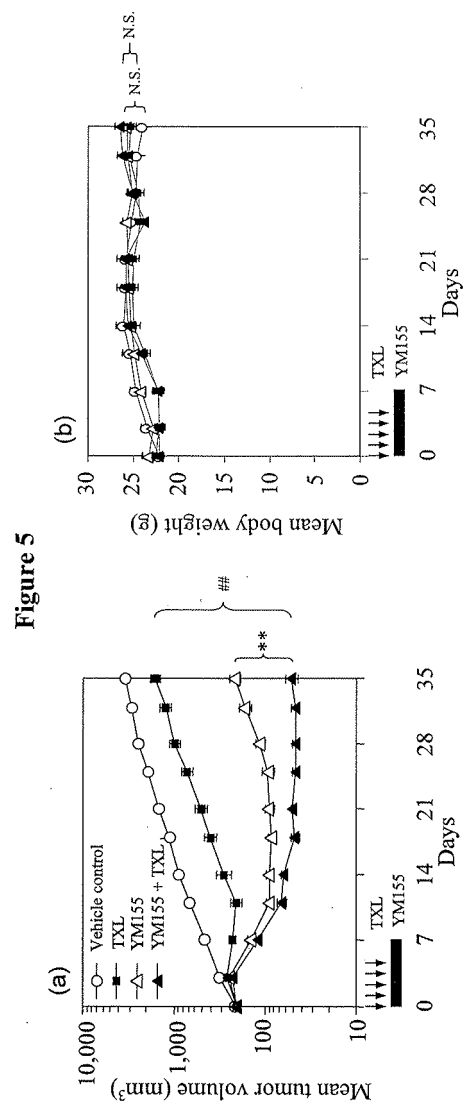 Figure 5
(a)
Mean tumor volume (mm³)
10,000
1,000
100
10
Vehicle control
TXL
YM155
YM155 + TXL
**
##
0 7 14 21 28 35
Days
TXL
YM155
(b)
Mean body weight (g)
30
25
20
15
10
5
0
N.S.
N.S.
0 7 14 21 28 35
Days
TXL
YM155